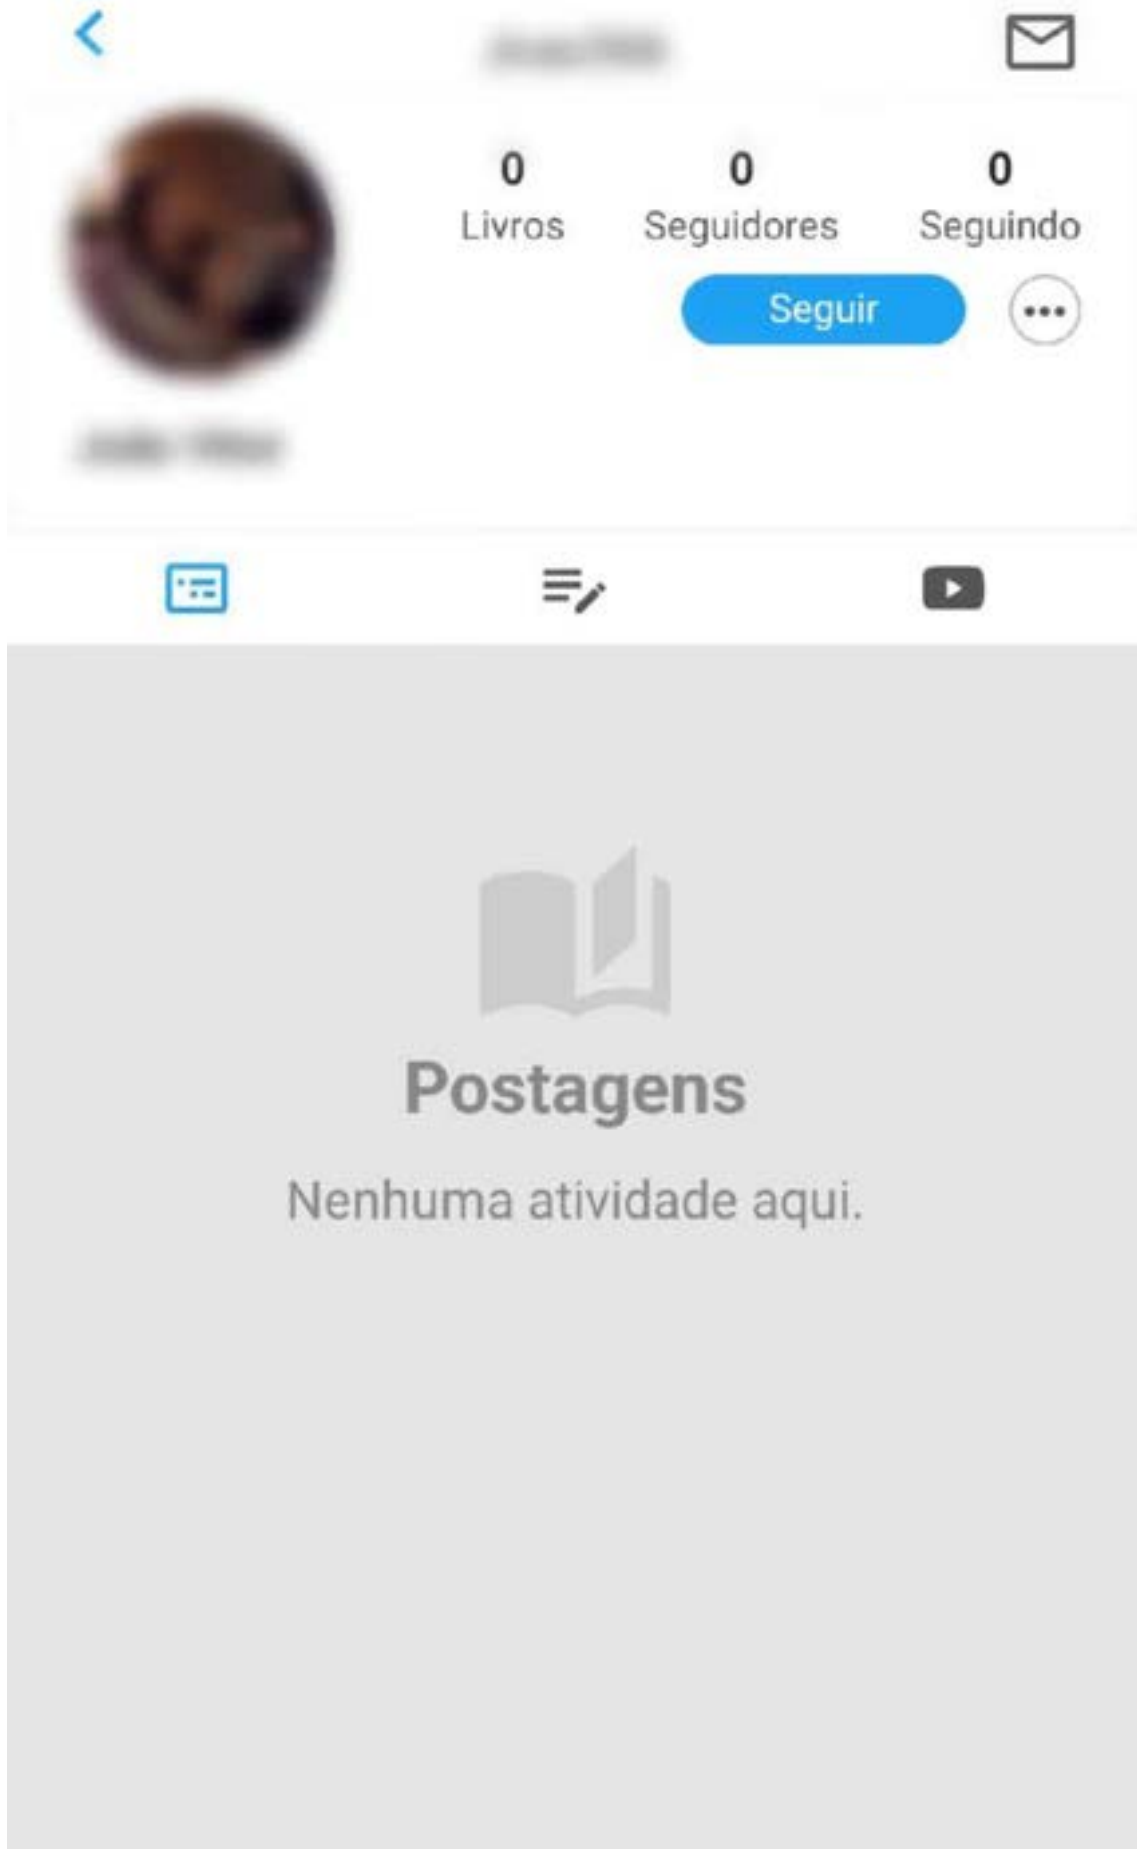 0 0 0
Livros Seguidores Seguindo
Seguir
Postagens
Nenhuma atividade aqui.